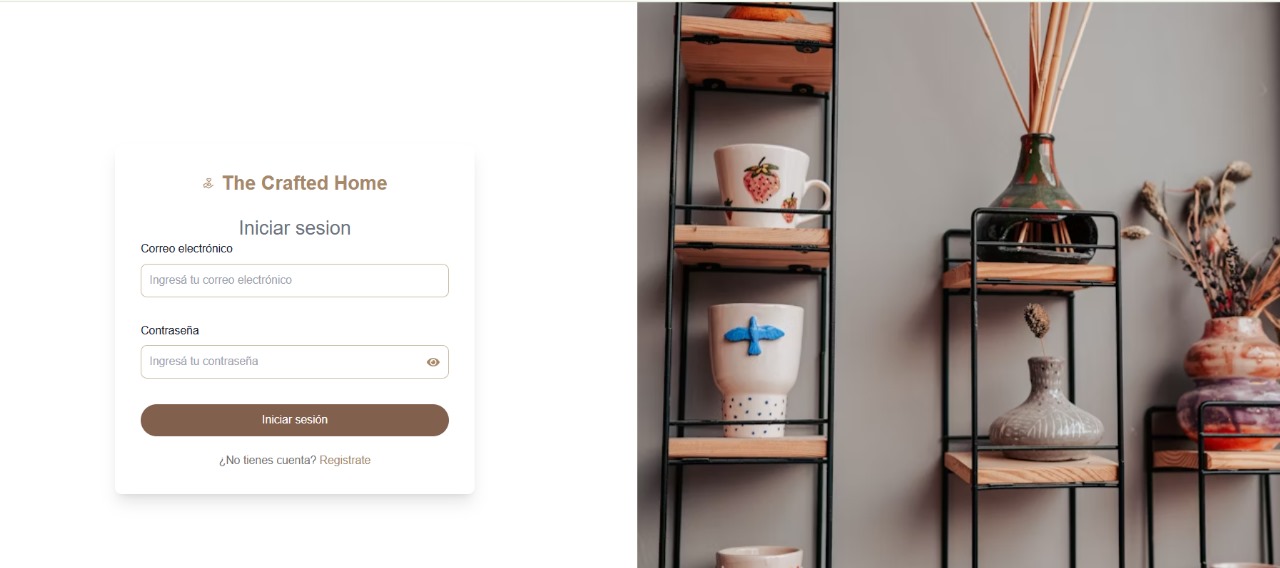 The Crafted Home
Iniciar sesion
Correo electrónico
Ingresá tu correo electrónico
Contraseña
Ingresá tu contraseña
Iniciar sesión
¿No tienes cuenta? Registrate